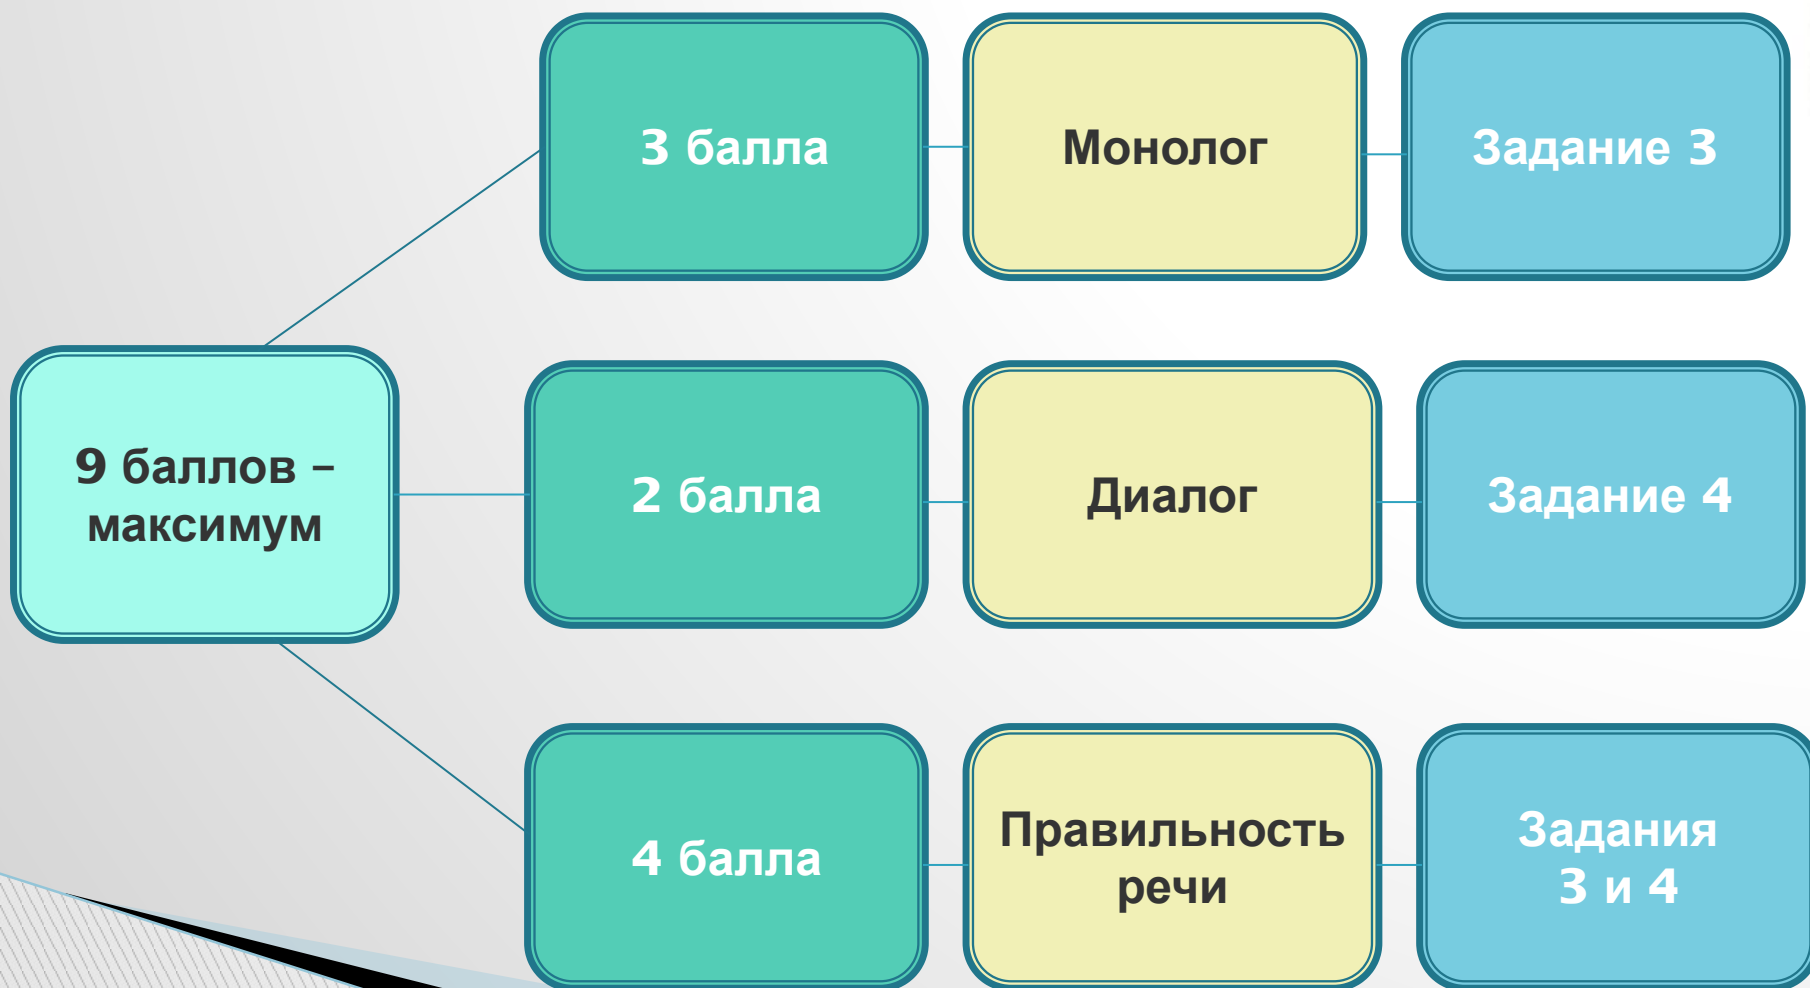 3 балла
Монолог
Задание 3
9 баллов –
максимум
2 балла
Диалог
Задание 4
4 балла
Правильность
речи
Задания
3 и 4